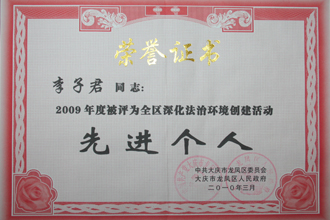 荣誉证书
李子君 同志:
2009年度被评为全区深化法治环境创建活动
先进个人
中共大庆市龙凤区委员会
大庆市龙凤区人民政府
二〇一〇年三月